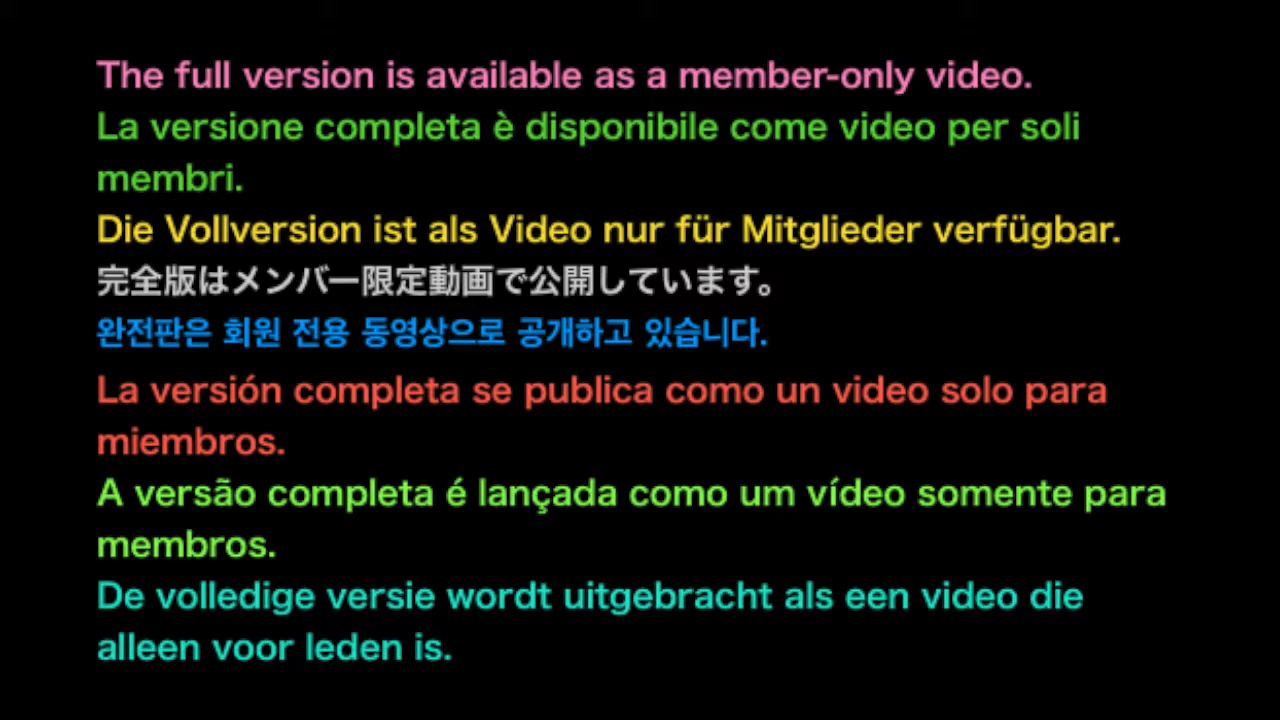 The full version is available as a member-only video.
La versione completa è disponibile come video per soli
membri.
Die Vollversion ist als Video nur für Mitglieder verfügbar.
完全版はメンバー限定動画で公開しています。
완전판은 회원 전용 동영상으로 공개하고 있습니다.
La versión completa se publica como un video solo para
miembros.
A versão completa é lançada como um vídeo somente para
membros.
De volledige versie wordt uitgebracht als een video die
alleen voor leden is.